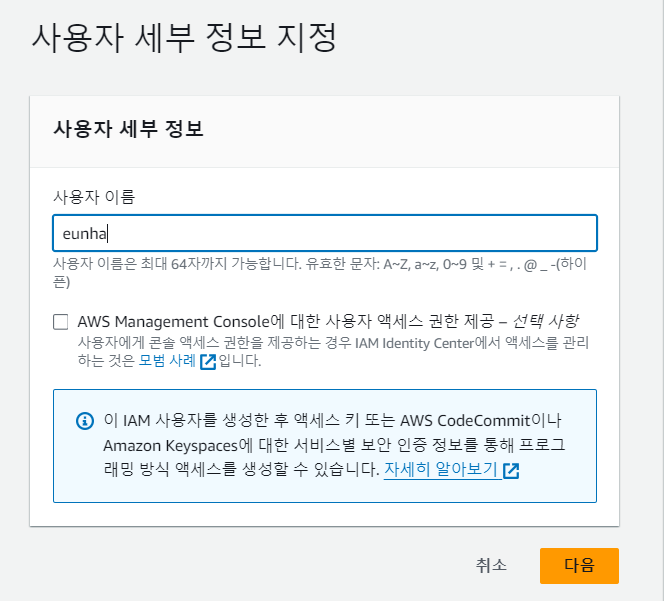 사용자 세부 정보 지정
사용자 세부 정보
사용자 이름
eunha
사용자 이름은 최대 64자까지 가능합니다. 유효한 문자: A~Z, a~z, 0~9 및 + = , . @ _ -(하이
픈)
AWS Management Console에 대한 사용자 액세스 권한 제공 – 선택 사항
사용자에게 콘솔 액세스 권한을 제공하는 경우 IAM Identity Center에서 액세스를 관리
하는 것은 모범 사례 입니다.
이 IAM 사용자를 생성한 후 액세스 키 또는 AWS CodeCommit이나
Amazon Keyspaces에 대한 서비스별 보안 인증 정보를 통해 프로그
래밍 방식 액세스를 생성할 수 있습니다. 자세히 알아보기
취소 다음